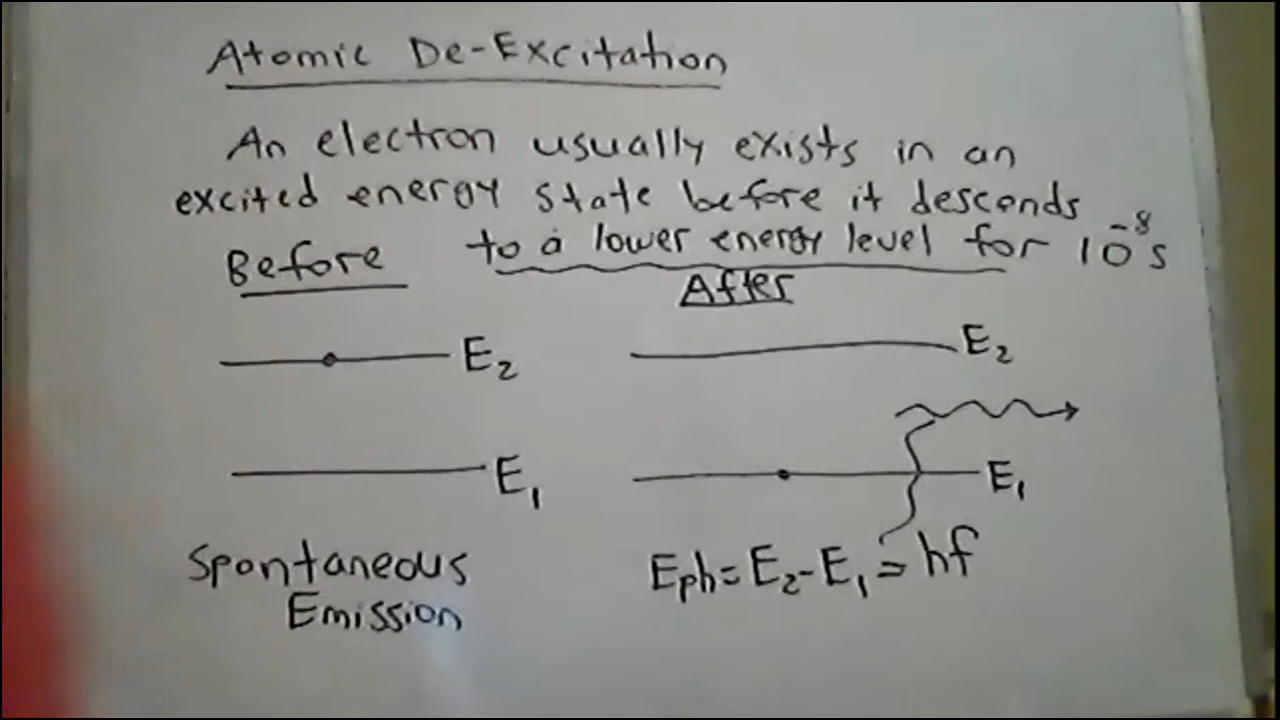 Atomic De-Excitation
An electron usually exists in an
excited energy state before it descends
to a lower energy level for 10⁻⁸s
Before
After
E₂
E₂
E₁
E₁
Spontaneous
Emission
Eph = E₂-E₁ = hf